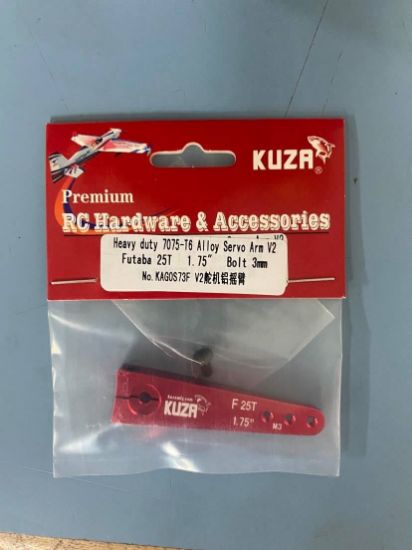 KUZA®
Premium
RC Hardware & Accessories
Heavy duty 7075-T6 Alloy Servo Arm V2
Futaba 25T 1.75" Bolt 3mm
No.KAGOS73F V2舵机铝摇臂
KUZA
F 25T
1.75"
M3